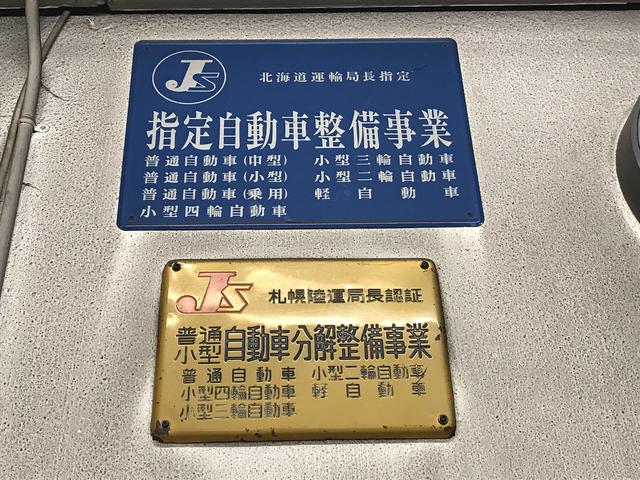 JS 北海道運輸局長指定
指定自動車整備事業
普通自動車(中型) 小型三輪自動車
普通自動車(小型) 小型二輪自動車
普通自動車(乗用) 軽自動車
小型四輪自動車
JS 札幌陸運局長認証
普通小型自動車分解整備事業
普通自動車 小型二輪自動車
小型四輪自動車 軽自動車
小型三輪自動車